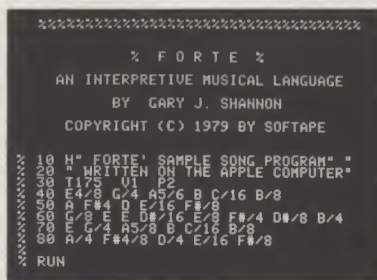 %%%%%%%%%%%%%%%%%%%%%%%%%%%%%%%%%%%%
% F O R T E %
AN INTERPRETIVE MUSICAL LANGUAGE
BY GARY J. SHANNON
COPYRIGHT (C) 1979 BY SOFTAPE
% 10 H" FORTE' SAMPLE SONG PROGRAM" "
% 20 " WRITTEN ON THE APPLE COMPUTER"
% 30 T175 V1 P2
% 40 E4/8 G/4 A5/6 B C/16 B/8
% 50 A F#4 D E/16 F#/8
% 60 G/8 E E D#/16 E/8 F#/4 D#/8 B/4
% 70 E G/4 A5/8 B C/16 B/8
% 80 A/4 F#4/8 D/4 E/16 F#/8
%
% RUN